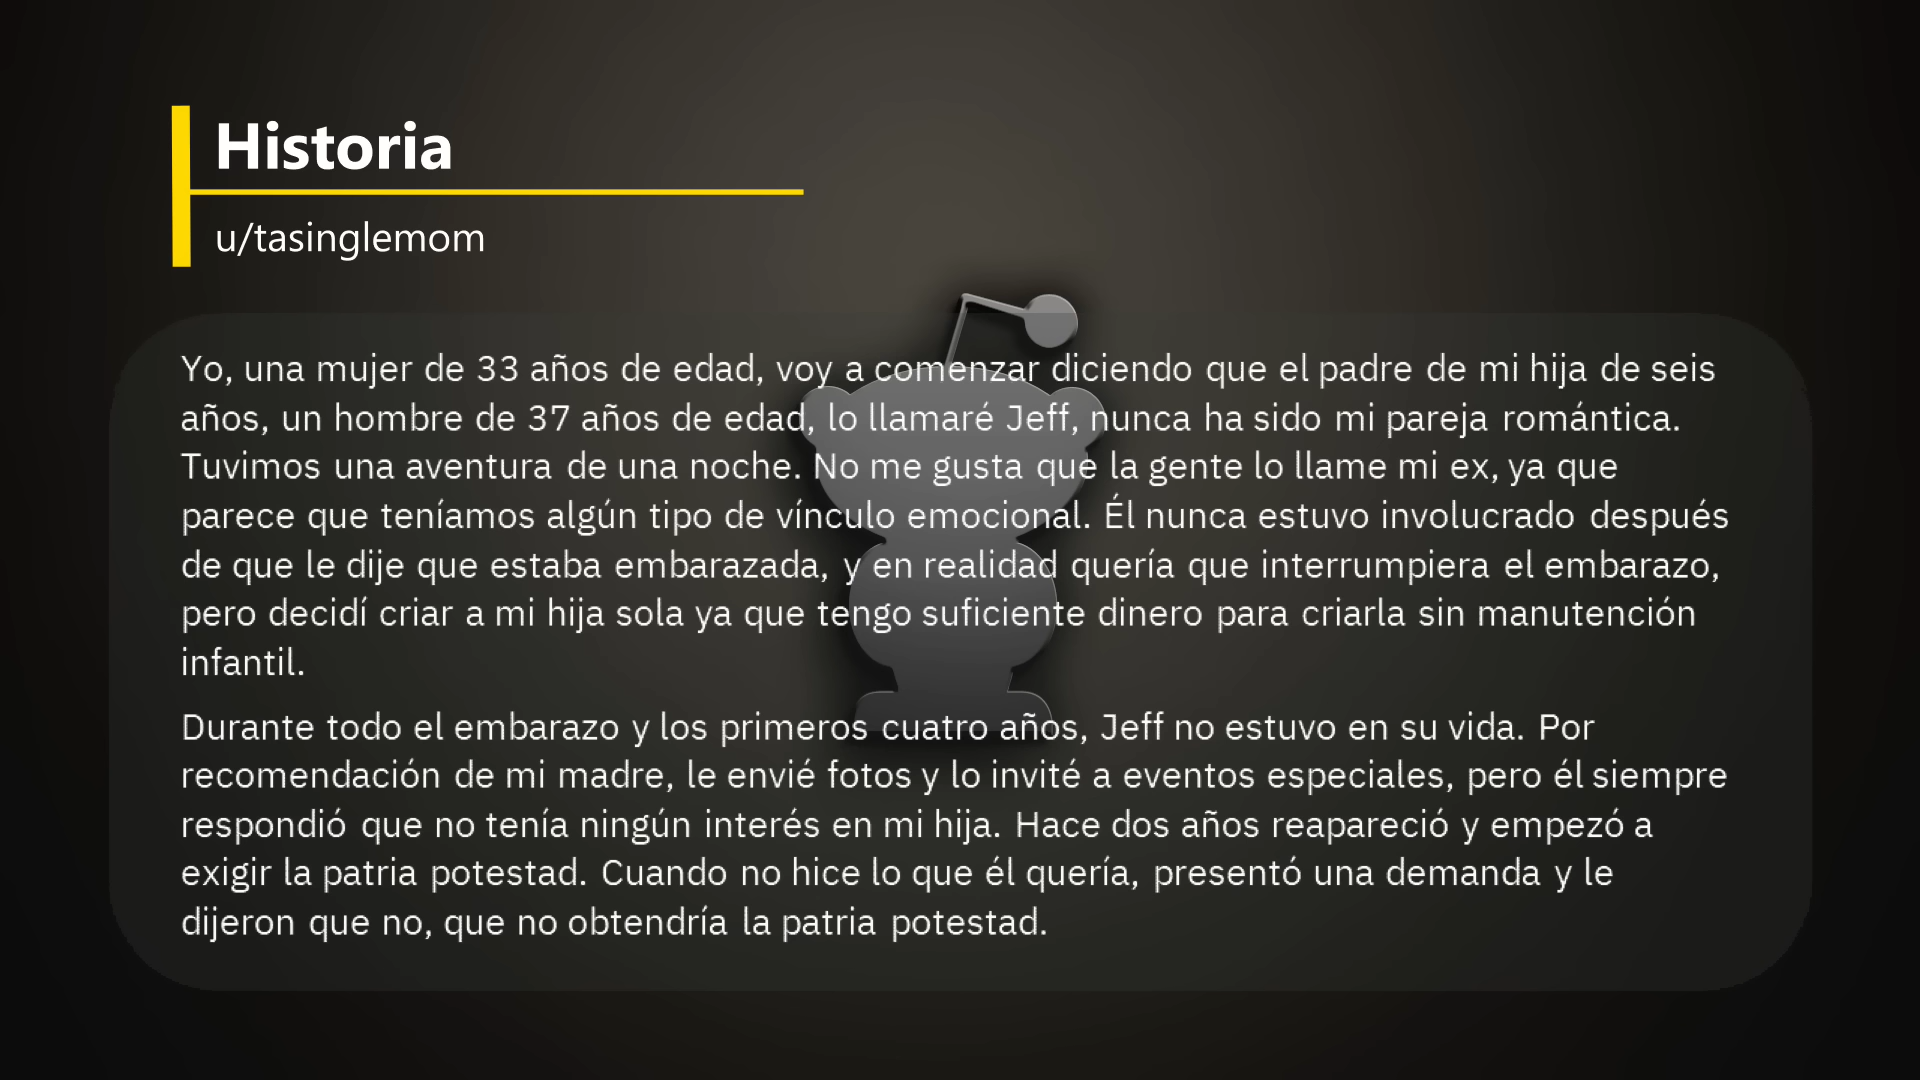 Historia
u/tasinglemom
Yo, una mujer de 33 años de edad, voy a comenzar diciendo que el padre de mi hija de seis
años, un hombre de 37 años de edad, lo llamaré Jeff, nunca ha sido mi pareja romántica.
Tuvimos una aventura de una noche. No me gusta que la gente lo llame mi ex, ya que
parece que teníamos algún tipo de vínculo emocional. Él nunca estuvo involucrado después
de que le dije que estaba embarazada, y en realidad quería que interrumpiera el embarazo,
pero decidí criar a mi hija sola ya que tengo suficiente dinero para criarla sin manutención
infantil.
Durante todo el embarazo y los primeros cuatro años, Jeff no estuvo en su vida. Por
recomendación de mi madre, le envié fotos y lo invité a eventos especiales, pero él siempre
respondió que no tenía ningún interés en mi hija. Hace dos años reapareció y empezó a
exigir la patria potestad. Cuando no hice lo que él quería, presentó una demanda y le
dijeron que no, que no obtendría la patria potestad.